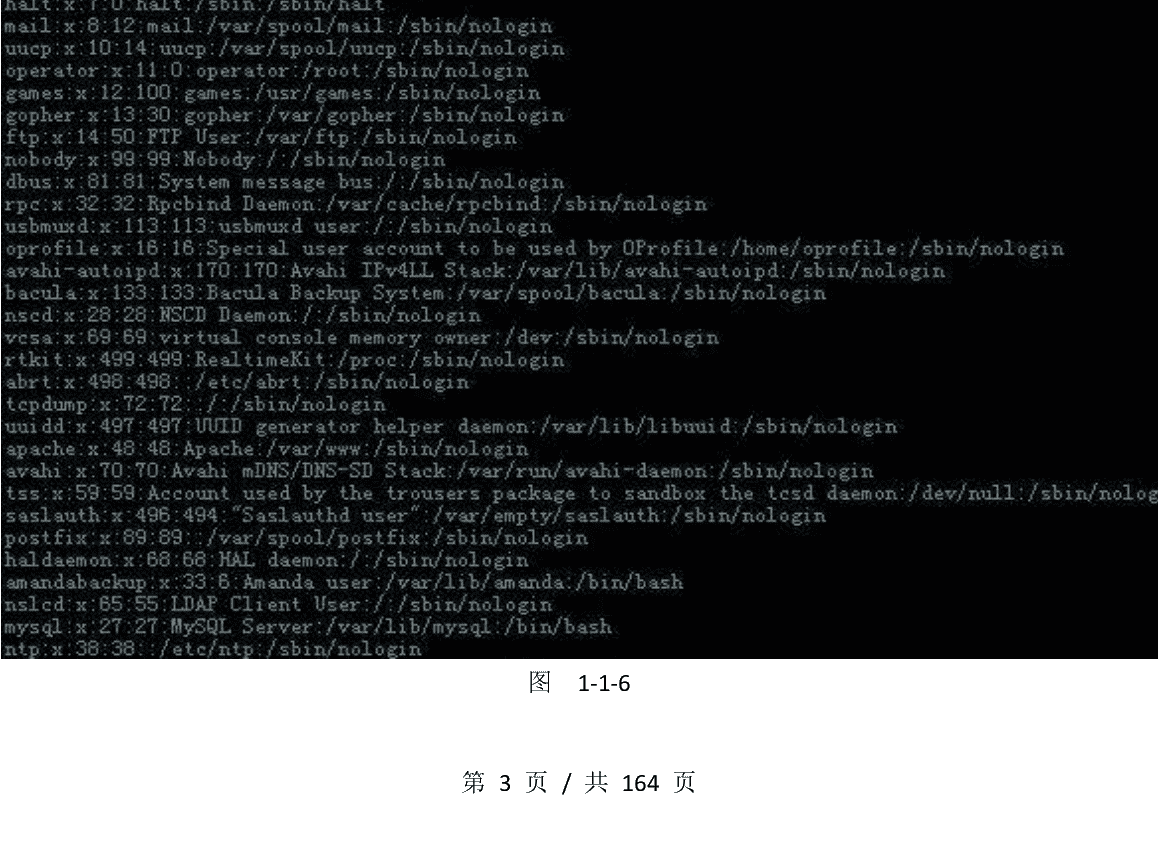 halt:x:7:0:halt:/sbin:/sbin/halt
mail:x:8:12:mail:/var/spool/mail:/sbin/nologin
uucp:x:10:14:uucp:/var/spool/uucp:/sbin/nologin
operator:x:11:0:operator:/root:/sbin/nologin
games:x:12:100:games:/usr/games:/sbin/nologin
gopher:x:13:30:gopher:/var/gopher:/sbin/nologin
ftp:x:14:50:FTP User:/var/ftp:/sbin/nologin
nobody:x:99:99:Nobody:/:/sbin/nologin
dbus:x:81:81:System message bus:/:/sbin/nologin
rpc:x:32:32:Rpcbind Daemon:/var/cache/rpcbind:/sbin/nologin
usbmuxd:x:113:113:usbmuxd user:/:/sbin/nologin
oprofile:x:16:16:Special user account to be used by OProfile:/home/oprofile:/sbin/nologin
avahi-autoipd:x:170:170:Avahi IPv4LL Stack:/var/lib/avahi-autoipd:/sbin/nologin
bacula:x:133:133:Bacula Backup System:/var/spool/bacula:/sbin/nologin
nscd:x:28:28:NSCD Daemon:/:/sbin/nologin
vcsa:x:69:69:virtual console memory owner:/dev:/sbin/nologin
rtkit:x:499:499:RealtimeKit:/proc:/sbin/nologin
abrt:x:498:498::/etc/abrt:/sbin/nologin
tcpdump:x:72:72::/:/sbin/nologin
uuidd:x:497:497:UUID generator helper daemon:/var/lib/libuuid:/sbin/nologin
apache:x:48:48:Apache:/var/www:/sbin/nologin
avahi:x:70:70:Avahi mDNS/DNS-SD Stack:/var/run/avahi-daemon:/sbin/nologin
tss:x:59:59:Account used by the trousers package to sandbox the tcsd daemon:/dev/null:/sbin/nolog
saslauth:x:496:494:"Saslauthd user":/var/empty/saslauth:/sbin/nologin
postfix:x:89:89::/var/spool/postfix:/sbin/nologin
haldaemon:x:68:68:HAL daemon:/:/sbin/nologin
amandabackup:x:33:6:Amanda user:/var/lib/amanda:/bin/bash
nslcd:x:65:55:LDAP Client User:/:/sbin/nologin
mysql:x:27:27:MySQL Server:/var/lib/mysql:/bin/bash
ntp:x:38:38::/etc/ntp:/sbin/nologin
图 1-1-6
第 3 页 / 共 164 页